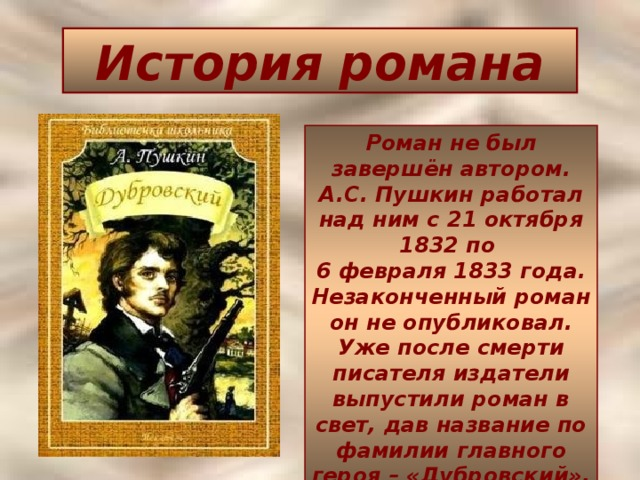 История романа
Библиотечка школьника
А. Пушкин
Дубровский
Роман не был
завершён автором.
А.С. Пушкин работал
над ним с 21 октября
1832 по
6 февраля 1833 года.
Незаконченный роман
он не опубликовал.
Уже после смерти
писателя издатели
выпустили роман в
свет, дав название по
фамилии главного
героя – «Дубровский».